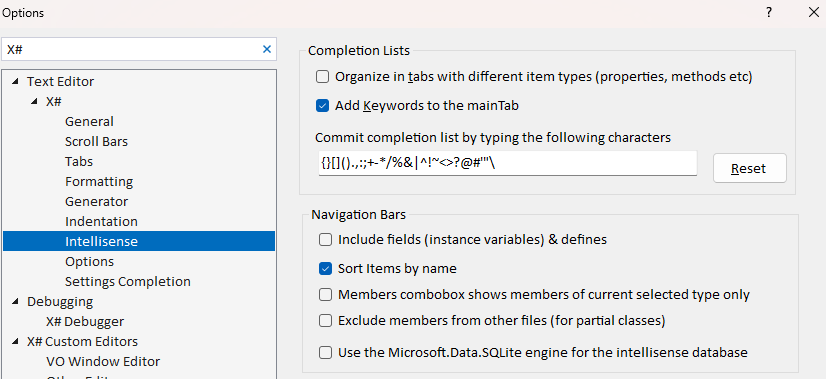 Options
?
X#
Text Editor
X#
General
Scroll Bars
Tabs
Formatting
Generator
Indentation
Intellisense
Options
Settings Completion
Debugging
X# Debugger
X# Custom Editors
VO Window Editor
Completion Lists
Organize in tabs with different item types (properties, methods etc)
Add Keywords to the mainTab
Commit completion list by typing the following characters
{}[]().,:;+-*/%&|^!~<>?@#'"\
Reset
Navigation Bars
Include fields (instance variables) & defines
Sort Items by name
Members combobox shows members of current selected type only
Exclude members from other files (for partial classes)
Use the Microsoft.Data.SQLite engine for the intellisense database